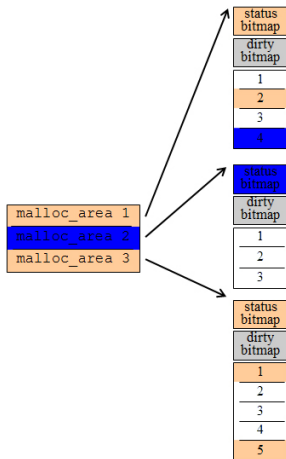 status
bitmap
dirty
bitmap
1
2
3
4
status
bitmap
dirty
bitmap
1
2
3
malloc_area 1
malloc_area 2
malloc_area 3
status
bitmap
dirty
bitmap
1
2
3
4
5